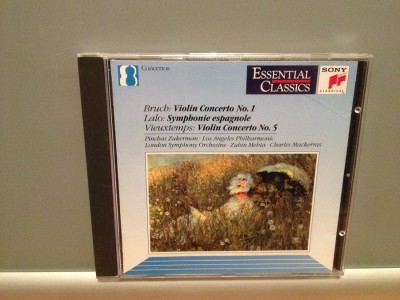 Concertos
ESSENTIAL
CLASSICS
SONY
CLASSICAL
Bruch: Violin Concerto No. 1
Lalo: Symphonie espagnole
Vieuxtemps: Violin Concerto No. 5
Pinchas Zukerman · Los Angeles Philharmonic
London Symphony Orchestra · Zubin Mehta · Charles Mackerras